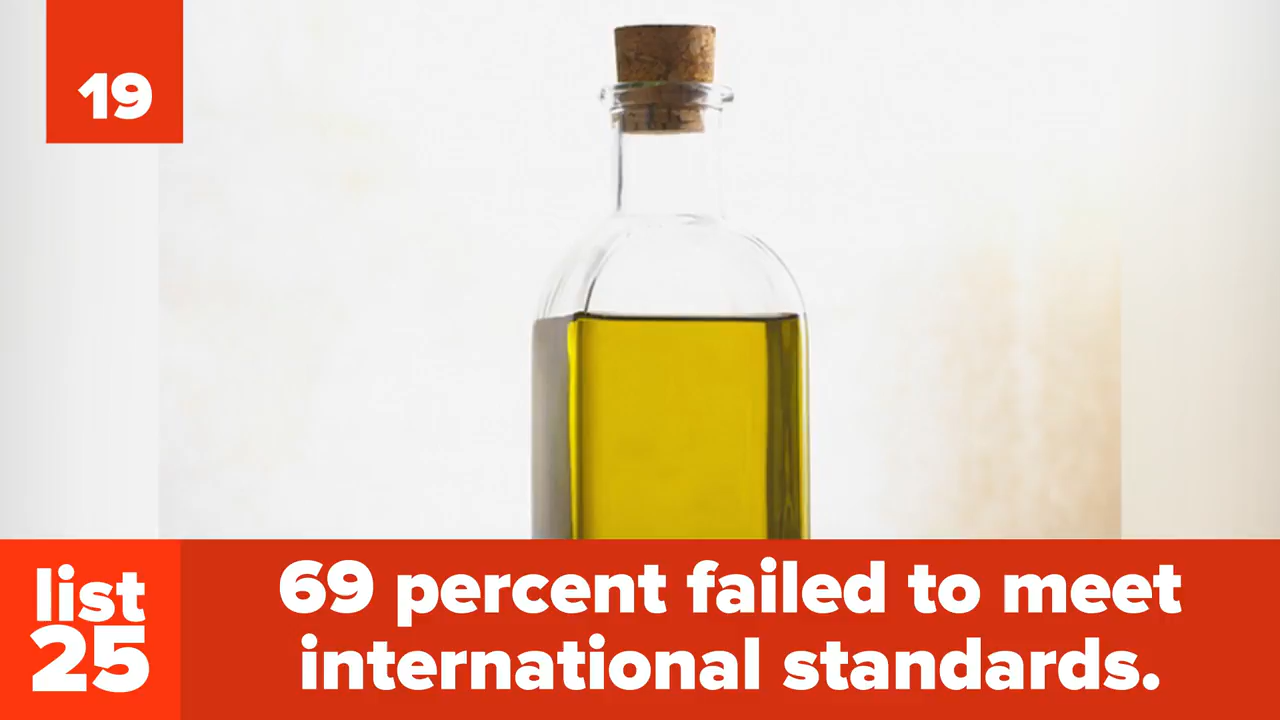 19
list
25
69 percent failed to meet
international standards.